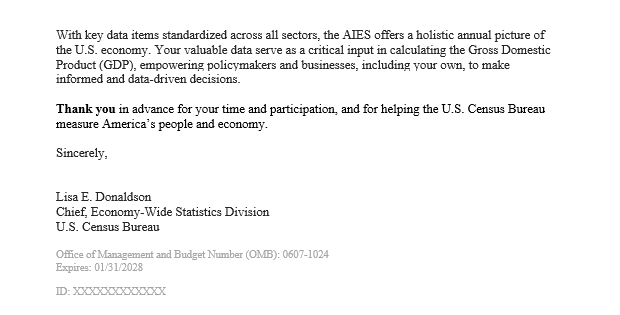 With key data items standardized across all sectors, the AIES offers a holistic annual picture of
the U.S. economy. Your valuable data serve as a critical input in calculating the Gross Domestic
Product (GDP), empowering policymakers and businesses, including your own, to make
informed and data-driven decisions.
Thank you in advance for your time and participation, and for helping the U.S. Census Bureau
measure America's people and economy.
Sincerely,
Lisa E. Donaldson
Chief, Economy-Wide Statistics Division
U.S. Census Bureau
Office of Management and Budget Number (OMB): 0607-1024
Expires: 01/31/2028
ID: XXXXXXXXXXXXX